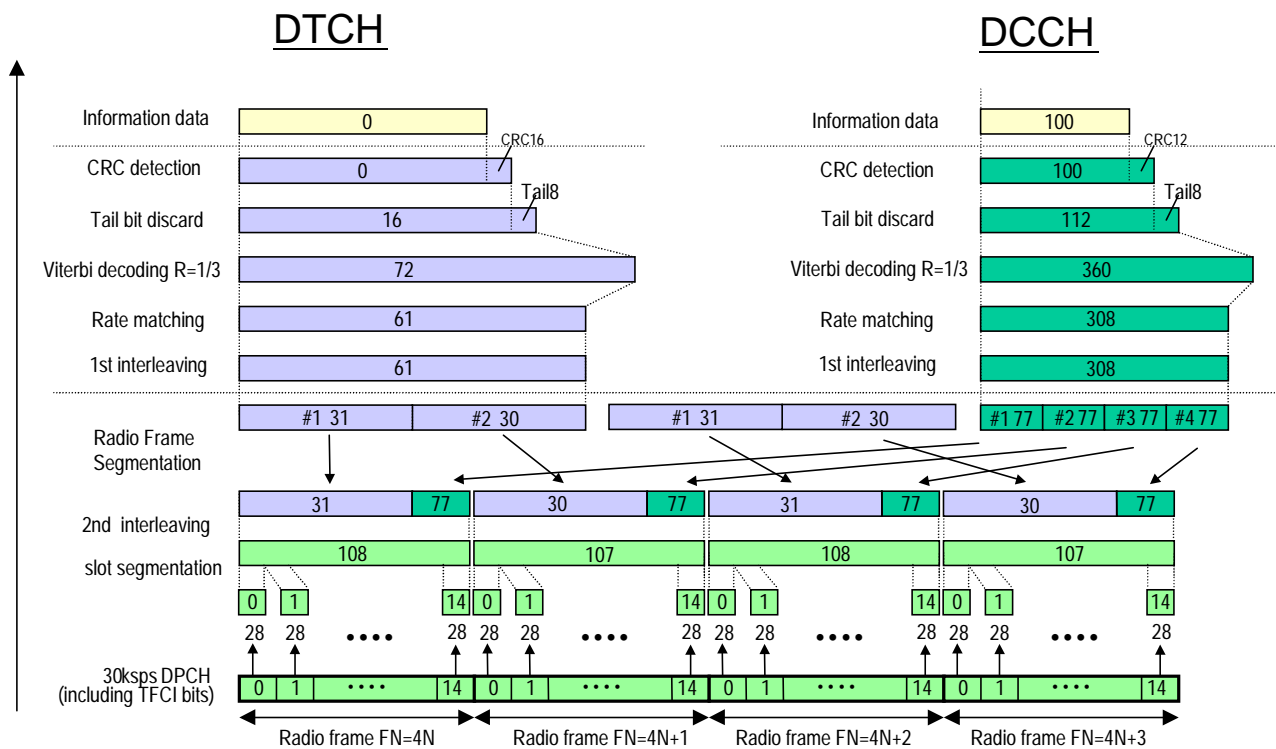 DTCH DCCH
Information data 0 Information data 100
CRC16 CRC12
CRC detection 0 CRC detection 100
Tail8 Tail8
Tail bit discard 16 Tail bit discard 112
Viterbi decoding R=1/3 72 Viterbi decoding R=1/3 360
Rate matching 61 Rate matching 308
1st interleaving 61 1st interleaving 308
#1 31 #2 30 #1 31 #2 30 #1 77 #2 77 #3 77 #4 77
Radio Frame
Segmentation
31 77 30 77 31 77 30 77
2nd interleaving
108 107 108 107
slot segmentation
0 1 14 0 1 14 0 1 14 0 1 14
28 28 •••• 28 28 28 •••• 28 28 28 •••• 28 28 28 •••• 28
30ksps DPCH
(including TFCI bits)
0 1 •••• 14 0 1 •••• 14 0 1 •••• 14 0 1 •••• 14
Radio frame FN=4N Radio frame FN=4N+1 Radio frame FN=4N+2 Radio frame FN=4N+3